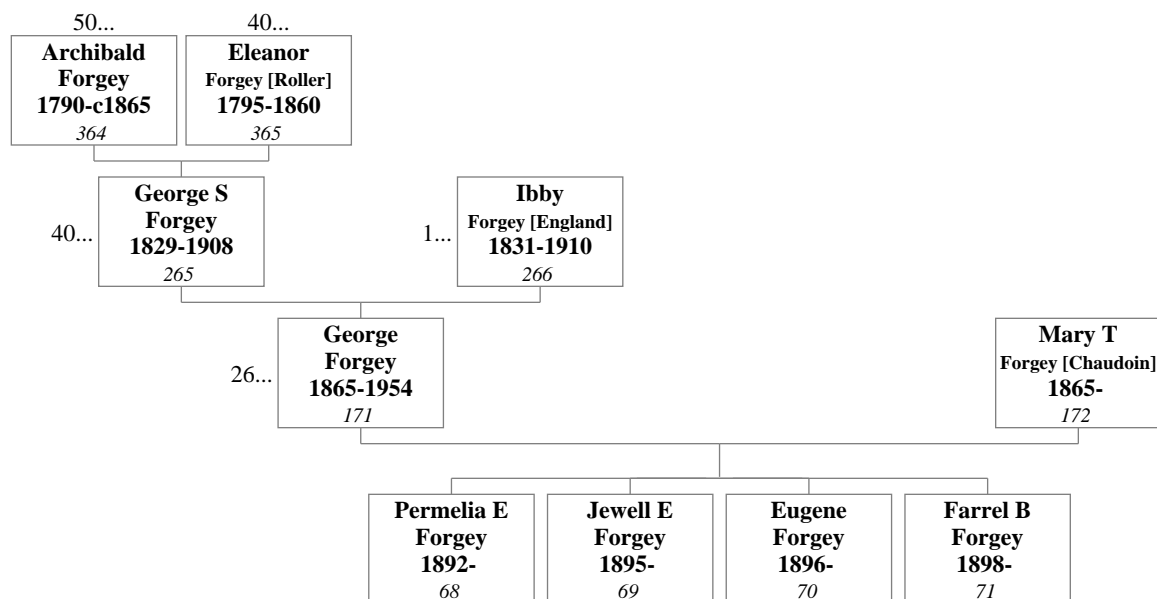 50...
40...
Archibald
Forgey
1790-c1865
364
Eleanor
Forgey [Roller]
1795-1860
365
40...
George S
Forgey
1829-1908
265
1...
Ibby
Forgey [England]
1831-1910
266
26...
George
Forgey
1865-1954
171
Mary T
Forgey [Chaudoin]
1865-
172
Permelia E
Forgey
1892-
68
Jewell E
Forgey
1895-
69
Eugene
Forgey
1896-
70
Farrel B
Forgey
1898-
71